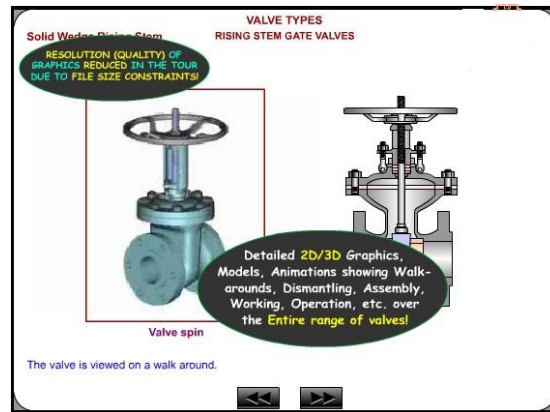 VALVE TYPES
Solid Wedge Rising Stem
RISING STEM GATE VALVES
RESOLUTION (QUALITY) OF
GRAPHICS REDUCED IN THE TOUR
DUE TO FILE SIZE CONSTRAINTS!
Detailed 2D/3D Graphics,
Models, Animations showing Walk-
arounds, Dismantling, Assembly,
Working, Operation, etc. over
the Entire range of valves!
Valve spin
The valve is viewed on a walk around.